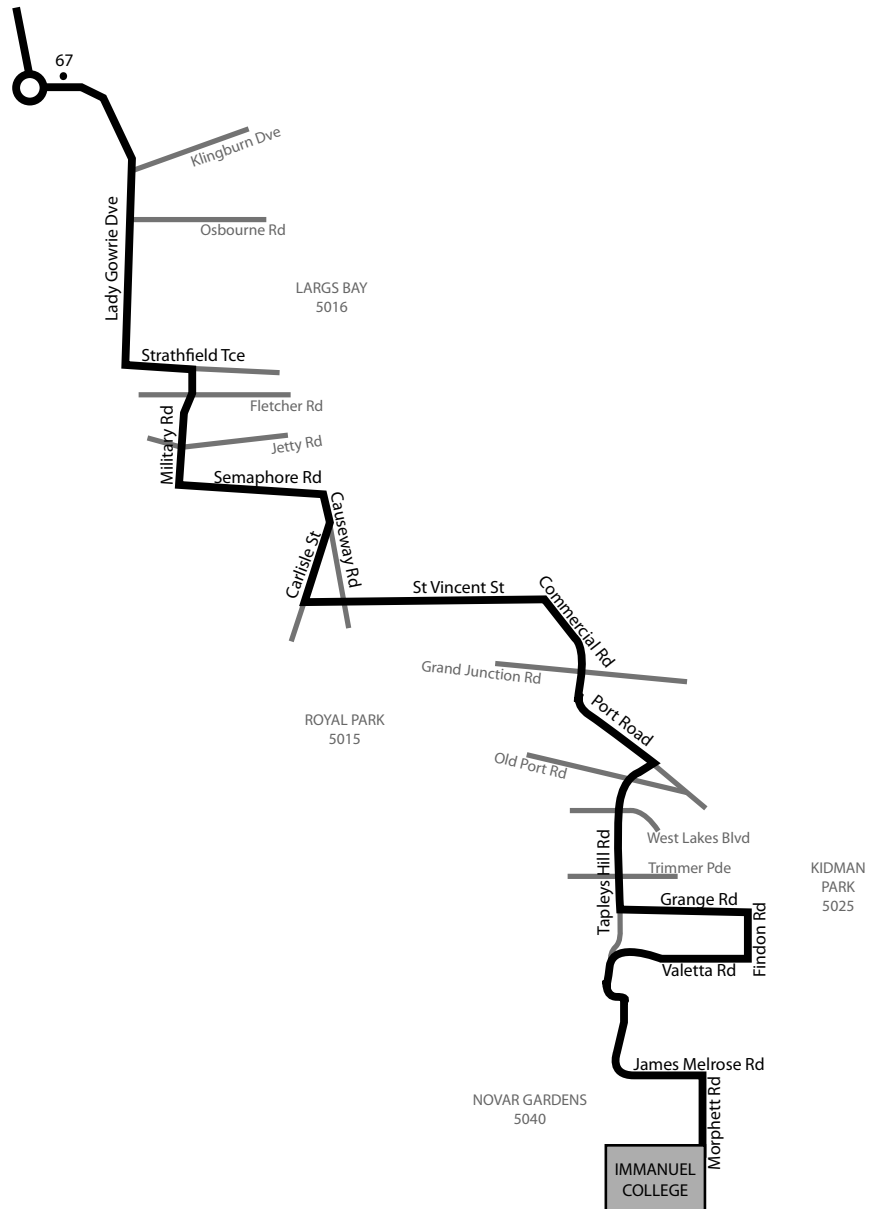 67
Klingburn Dve
Osbourne Rd
Lady Gowrie Dve
LARGS BAY
5016
Strathfield Tce
Fletcher Rd
Military Rd
Jetty Rd
Semaphore Rd
Causeway Rd
Carlisle St
St Vincent St
Commercial Rd
Grand Junction Rd
Port Road
ROYAL PARK
5015
Old Port Rd
West Lakes Blvd
Tapleys Hill Rd
Trimmer Pde
KIDMAN
PARK
5025
Grange Rd
Findon Rd
Valetta Rd
James Melrose Rd
NOVAR GARDENS
5040
Morphett Rd
IMMANUEL
COLLEGE